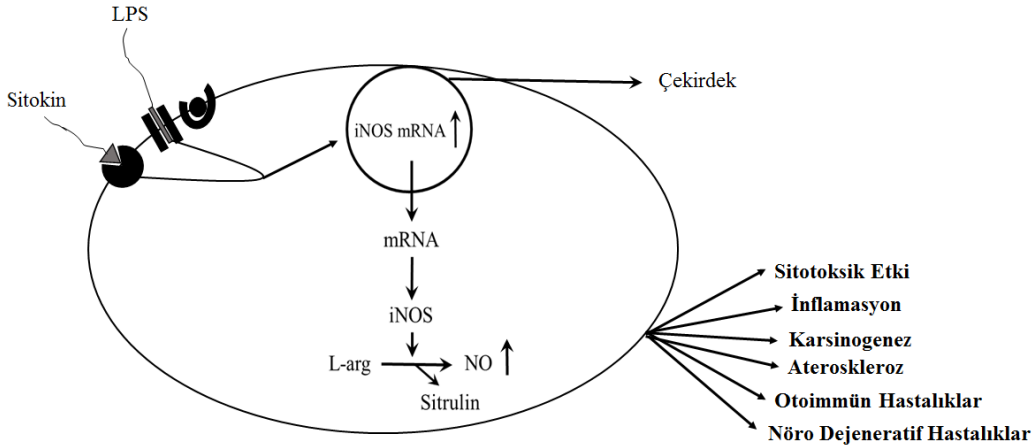 LPS
Sitokin
Çekirdek
iNOS mRNA
mRNA
iNOS
L-arg
NO
Sitrulin
Sitotoksik Etki
İnflamasyon
Karsinogenez
Ateroskleroz
Otoimmün Hastalıklar
Nöro Dejeneratif Hastalıklar